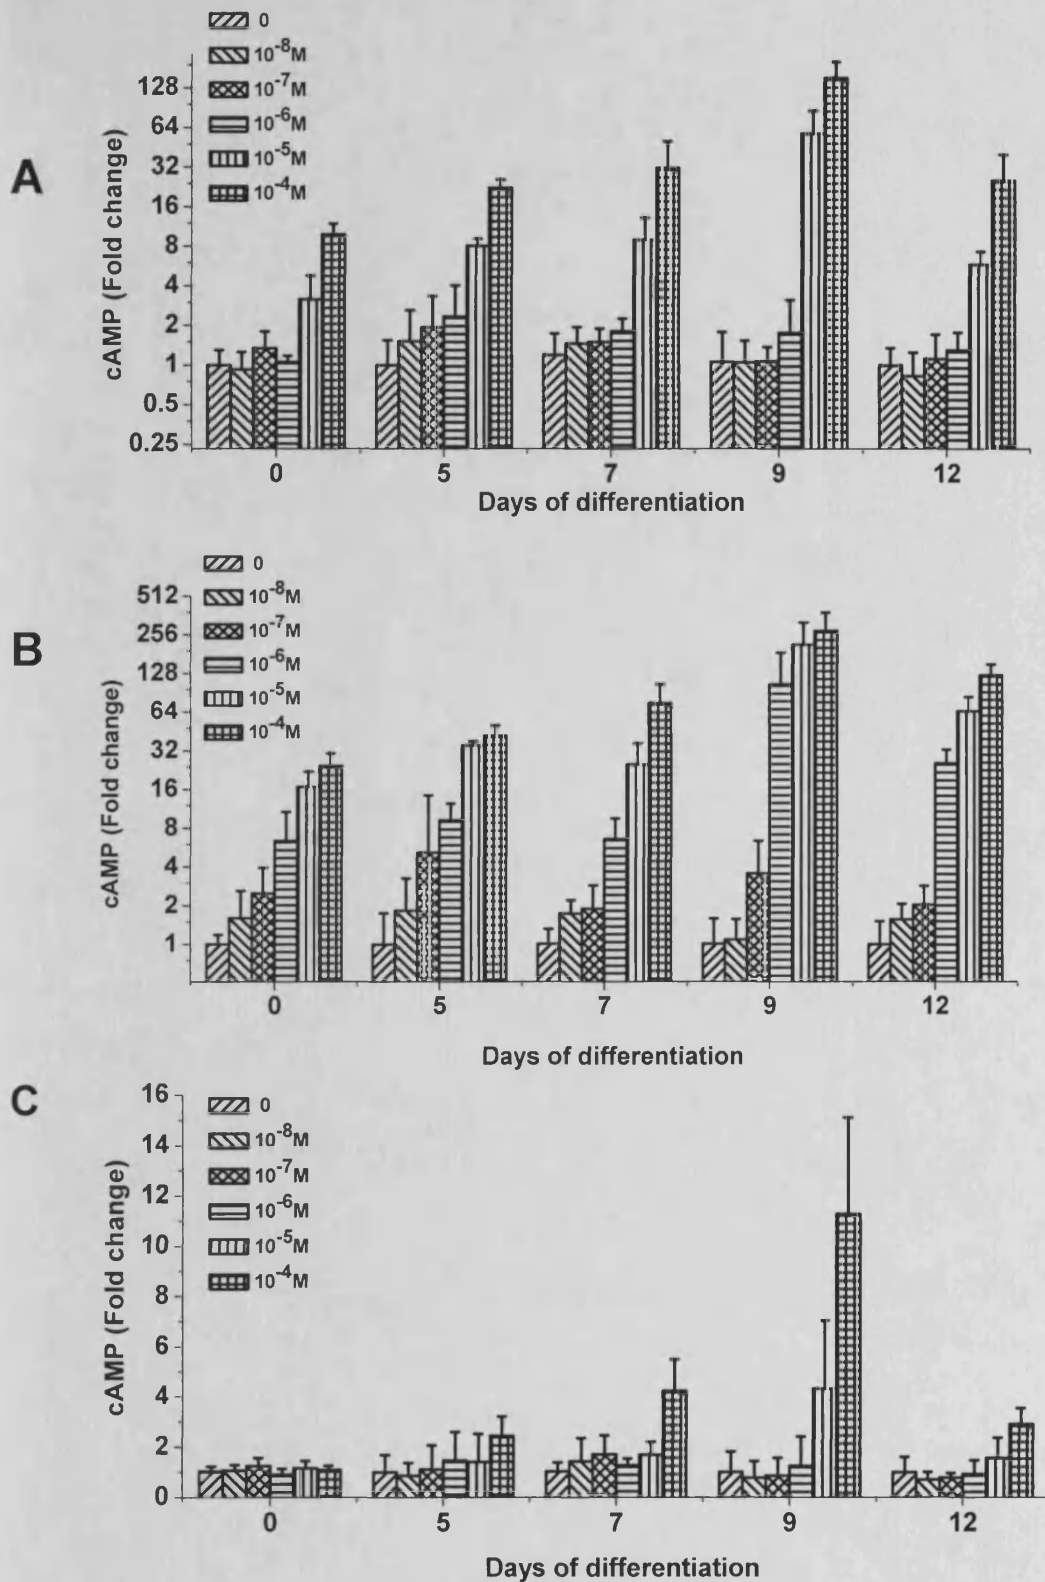 A
0
10⁻⁸M
10⁻⁷M
10⁻⁶M
10⁻⁵M
10⁻⁴M
cAMP (Fold change)
128
64
32
16
8
4
2
1
0.5
0.25
0 5 7 9 12
Days of differentiation
B
0
10⁻⁸M
10⁻⁷M
10⁻⁶M
10⁻⁵M
10⁻⁴M
cAMP (Fold change)
512
256
128
64
32
16
8
4
2
1
0 5 7 9 12
Days of differentiation
C
0
10⁻⁸M
10⁻⁷M
10⁻⁶M
10⁻⁵M
10⁻⁴M
cAMP (Fold change)
16
14
12
10
8
6
4
2
0
0 5 7 9 12
Days of differentiation